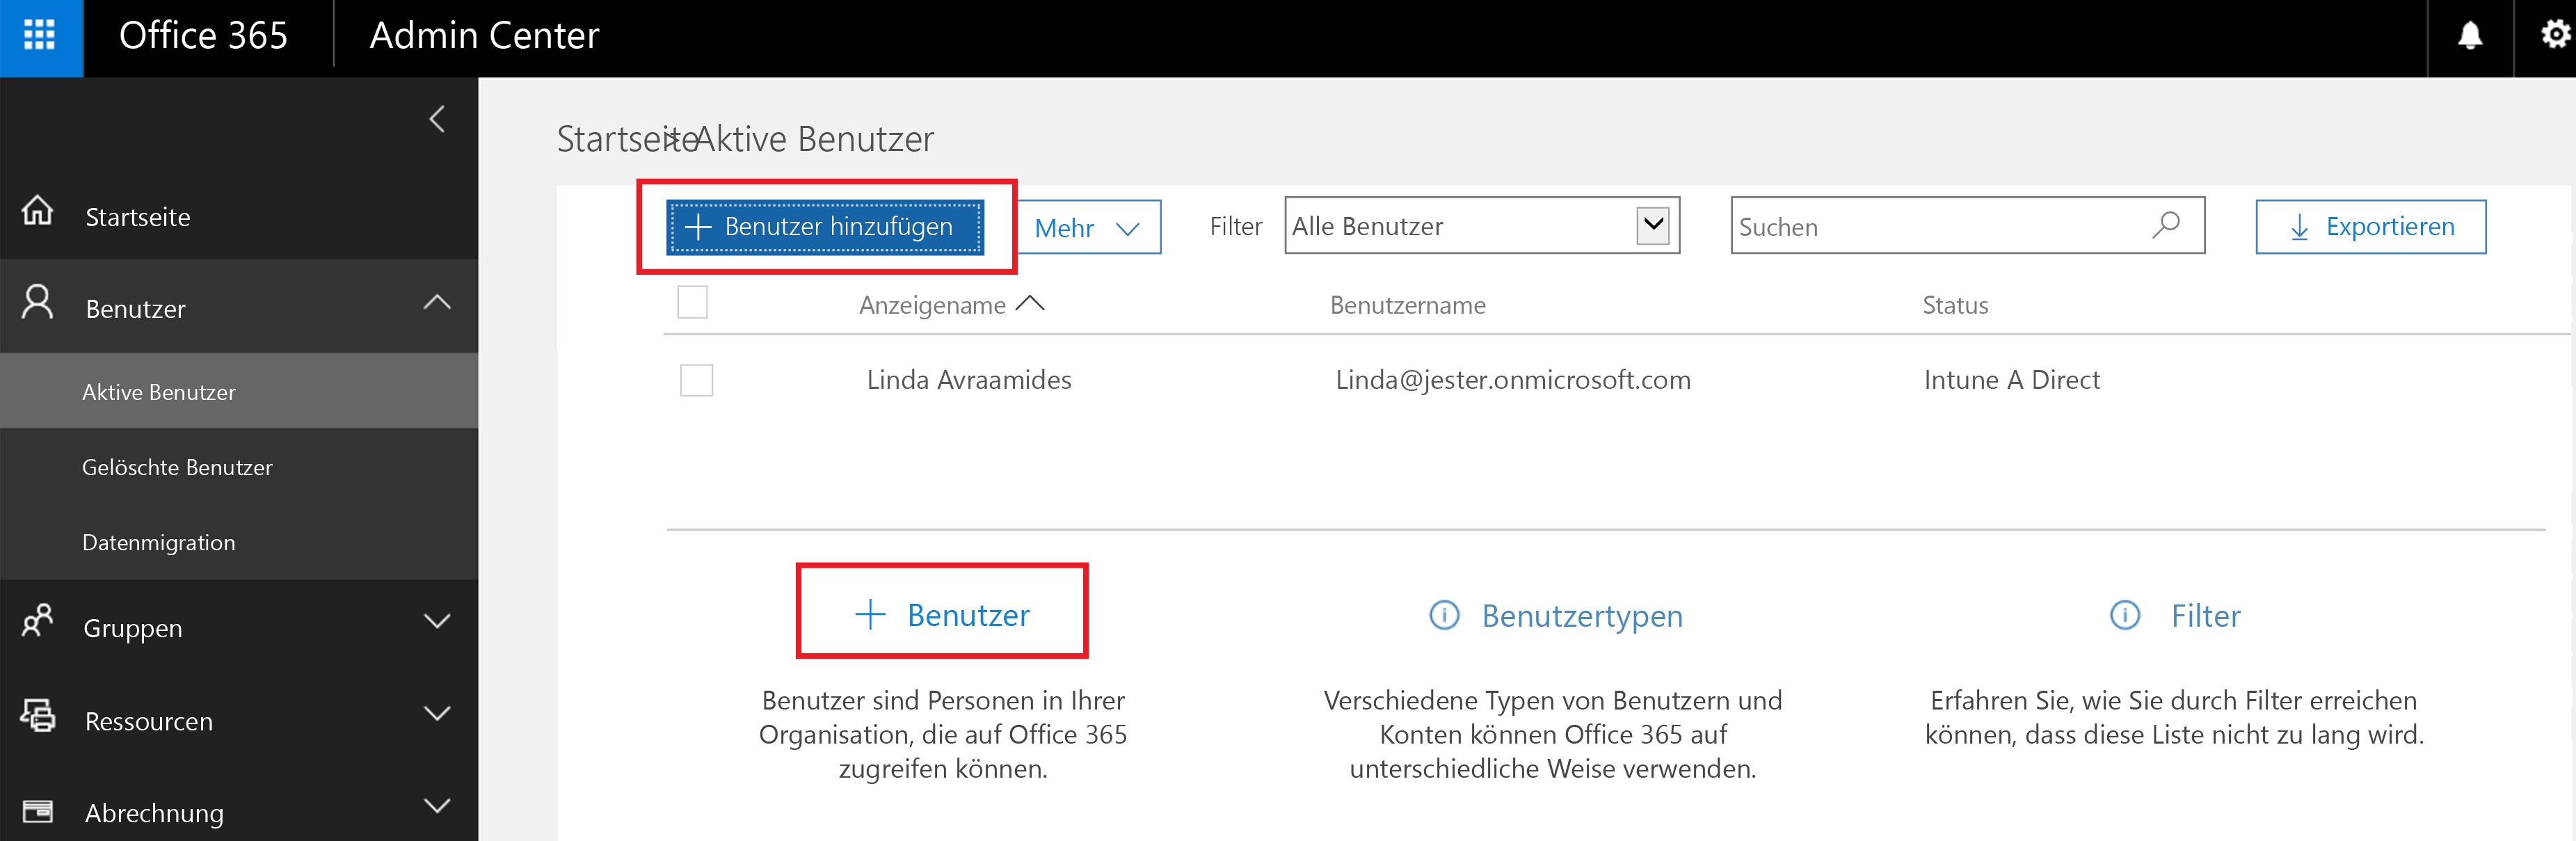 Office 365
Admin Center
Startseite
Benutzer
Aktive Benutzer
Gelöschte Benutzer
Datenmigration
Gruppen
Ressourcen
Abrechnung
Startseite > Aktive Benutzer
Benutzer hinzufügen
Mehr
Filter
Alle Benutzer
Suchen
Exportieren
Anzeigename
Benutzername
Status
Linda Avraamides
Linda@jester.onmicrosoft.com
Intune A Direct
Benutzer
Benutzer sind Personen in Ihrer
Organisation, die auf Office 365
zugreifen können.
Benutzertypen
Verschiedene Typen von Benutzern und
Konten können Office 365 auf
unterschiedliche Weise verwenden.
Filter
Erfahren Sie, wie Sie durch Filter erreichen
können, dass diese Liste nicht zu lang wird.